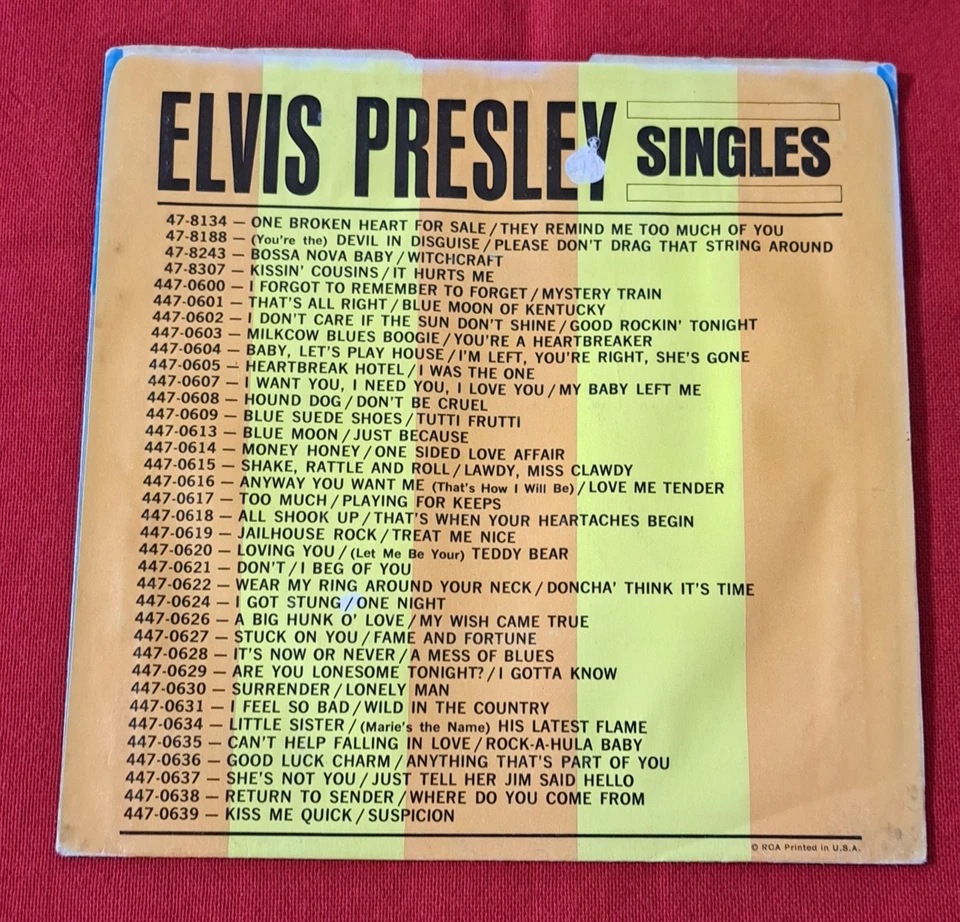 ELVIS PRESLEY SINGLES
47-8134 — ONE BROKEN HEART FOR SALE/THEY REMIND ME TOO MUCH OF YOU
47-8188 — (You're the) DEVIL IN DISGUISE/PLEASE DON'T DRAG THAT STRING AROUND
47-8243 — BOSSA NOVA BABY/WITCHCRAFT
47-8307 — KISSIN' COUSINS/IT HURTS ME
447-0600 — I FORGOT TO REMEMBER TO FORGET/MYSTERY TRAIN
447-0601 — THAT'S ALL RIGHT/BLUE MOON OF KENTUCKY
447-0602 — I DON'T CARE IF THE SUN DON'T SHINE/GOOD ROCKIN' TONIGHT
447-0603 — MILKCOW BLUES BOOGIE/YOU'RE A HEARTBREAKER
447-0604 — BABY, LET'S PLAY HOUSE/I'M LEFT, YOU'RE RIGHT, SHE'S GONE
447-0605 — HEARTBREAK HOTEL/I WAS THE ONE
447-0607 — I WANT YOU, I NEED YOU, I LOVE YOU/MY BABY LEFT ME
447-0608 — HOUND DOG/DON'T BE CRUEL
447-0609 — BLUE SUEDE SHOES/TUTTI FRUTTI
447-0613 — BLUE MOON/JUST BECAUSE
447-0614 — MONEY HONEY/ONE SIDED LOVE AFFAIR
447-0615 — SHAKE, RATTLE AND ROLL/LAWDY, MISS CLAWDY
447-0616 — ANYWAY YOU WANT ME (That's How I Will Be)/LOVE ME TENDER
447-0617 — TOO MUCH/PLAYING FOR KEEPS
447-0618 — ALL SHOOK UP/THAT'S WHEN YOUR HEARTACHES BEGIN
447-0619 — JAILHOUSE ROCK/TREAT ME NICE
447-0620 — LOVING YOU/(Let Me Be Your) TEDDY BEAR
447-0621 — DON'T/I BEG OF YOU
447-0622 — WEAR MY RING AROUND YOUR NECK/DONCHA' THINK IT'S TIME
447-0624 — I GOT STUNG/ONE NIGHT
447-0626 — A BIG HUNK O' LOVE/MY WISH CAME TRUE
447-0627 — STUCK ON YOU/FAME AND FORTUNE
447-0628 — IT'S NOW OR NEVER/A MESS OF BLUES
447-0629 — ARE YOU LONESOME TONIGHT?/I GOTTA KNOW
447-0630 — SURRENDER/LONELY MAN
447-0631 — I FEEL SO BAD/WILD IN THE COUNTRY
447-0634 — LITTLE SISTER/(Marie's the Name) HIS LATEST FLAME
447-0635 — CAN'T HELP FALLING IN LOVE/ROCK-A-HULA BABY
447-0636 — GOOD LUCK CHARM/ANYTHING THAT'S PART OF YOU
447-0637 — SHE'S NOT YOU/JUST TELL HER JIM SAID HELLO
447-0638 — RETURN TO SENDER/WHERE DO YOU COME FROM
447-0639 — KISS ME QUICK/SUSPICION
© RCA Printed in U.S.A.